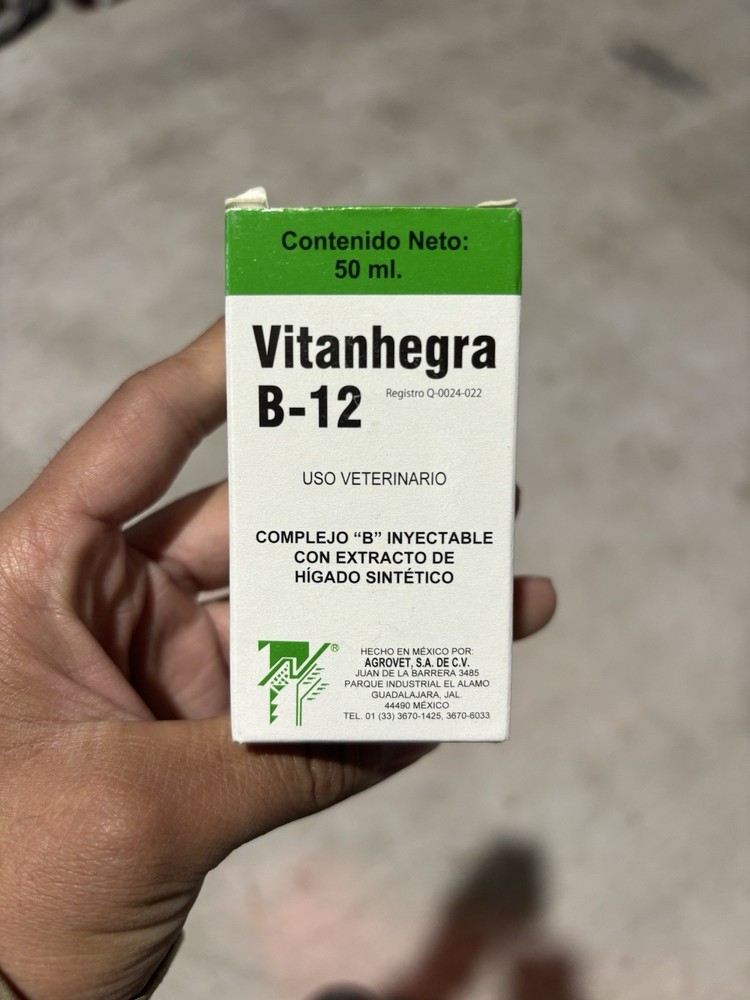 Contenido Neto:
50 ml.
Vitanhegra
B-12
Registro Q-0024-022
USO VETERINARIO
COMPLEJO “B” INYECTABLE
CON EXTRACTO DE
HÍGADO SINTÉTICO
®
HECHO EN MÉXICO POR:
AGROVET, S.A. DE C.V.
JUAN DE LA BARRERA 3485
PARQUE INDUSTRIAL EL ALAMO
GUADALAJARA, JAL.
44490 MÉXICO
TEL. 01 (33) 3670-1425, 3670-6033